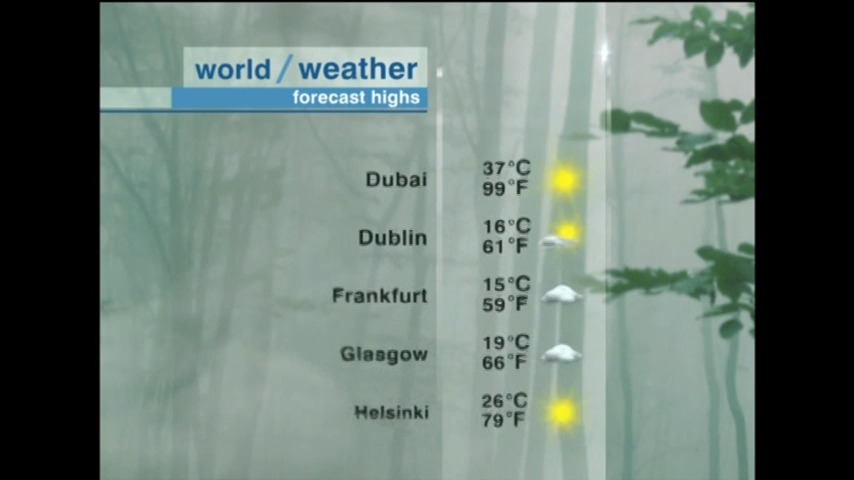 world / weather
forecast highs
Dubai 37°C 99°F
Dublin 16°C 61°F
Frankfurt 15°C 59°F
Glasgow 19°C 66°F
Helsinki 26°C 79°F